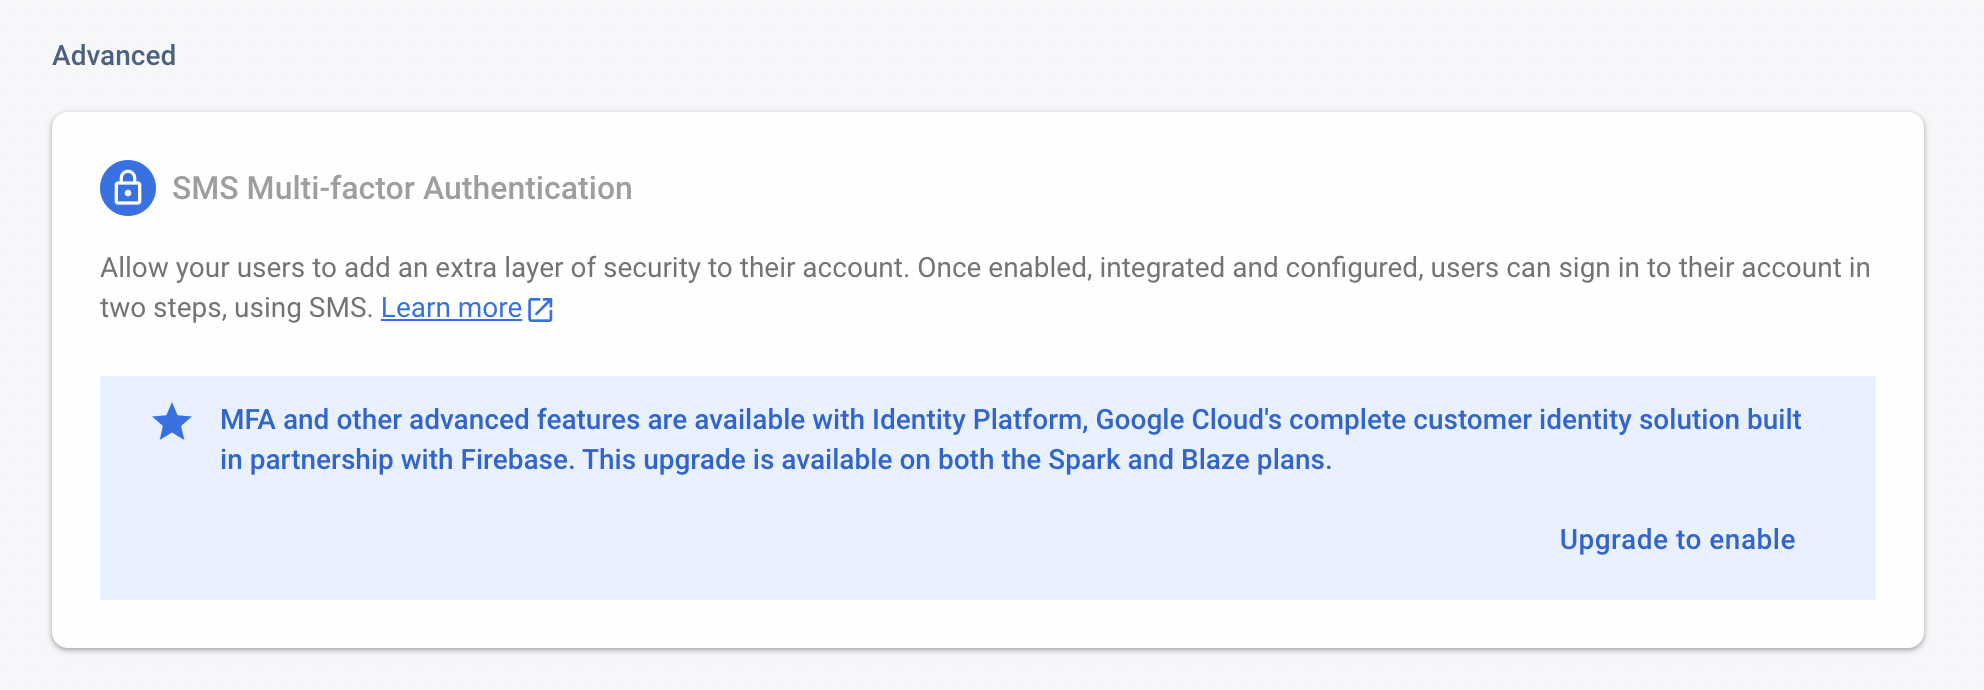 Advanced
SMS Multi-factor Authentication
Allow your users to add an extra layer of security to their account. Once enabled, integrated and configured, users can sign in to their account in
two steps, using SMS. Learn more
MFA and other advanced features are available with Identity Platform, Google Cloud's complete customer identity solution built
in partnership with Firebase. This upgrade is available on both the Spark and Blaze plans.
Upgrade to enable